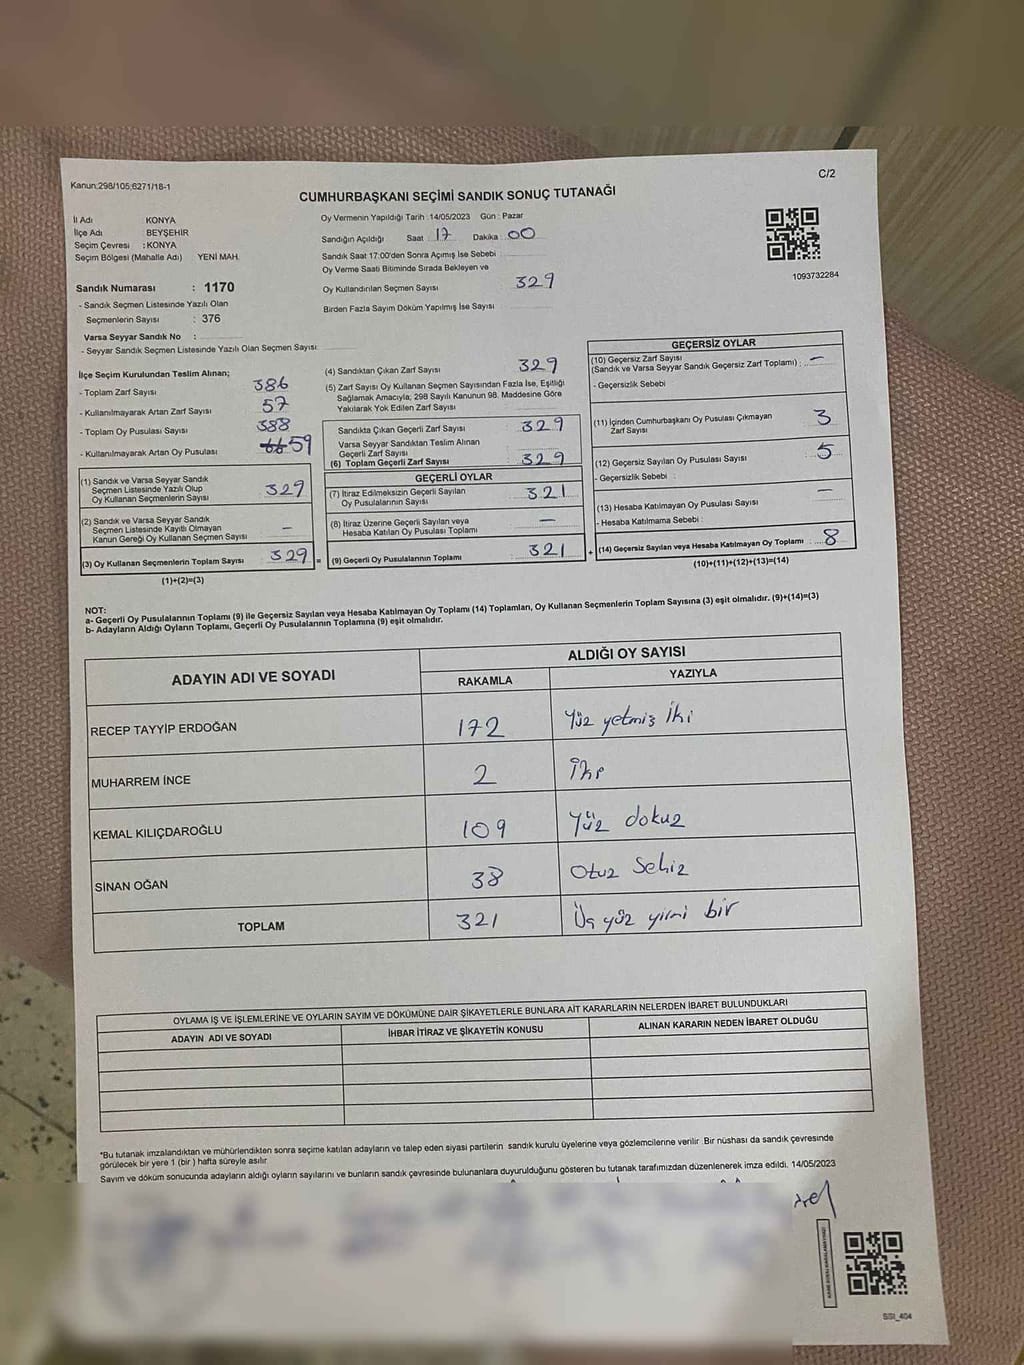 Kanun:298/105;6271/18-1
C/2
CUMHURBAŞKANI SEÇİMİ SANDIK SONUÇ TUTANAĞI
İl Adı : KONYA
İlçe Adı : BEYŞEHİR
Seçim Çevresi : KONYA
Seçim Bölgesi (Mahalle Adı) YENİ MAH.
Sandık Numarası : 1170
- Sandık Seçmen Listesinde Yazılı Olan
Seçmenlerin Sayısı : 376
Varsa Seyyar Sandık No :
- Seyyar Sandık Seçmen Listesinde Yazılı Olan Seçmen Sayısı:
Oy Vermenin Yapıldığı Tarih :14/05/2023 Gün : Pazar
Sandığın Açıldığı Saat 17 Dakika : 00
Sandık Saat 17:00'den Sonra Açılmış İse Sebebi
Oy Verme Saati Bitiminde Sırada Bekleyen ve
Oy Kullandırılan Seçmen Sayısı 329
Birden Fazla Sayım Döküm Yapılmış İse Sayısı
1093732284
İlçe Seçim Kurulundan Teslim Alınan;
- Toplam Zarf Sayısı 386
- Kullanılmayarak Artan Zarf Sayısı 57
- Toplam Oy Pusulası Sayısı 388
- Kullanılmayarak Artan Oy Pusulası 59
(1) Sandık ve Varsa Seyyar Sandık
Seçmen Listesinde Yazılı Olup
Oy Kullanan Seçmenlerin Sayısı 329
(2) Sandık ve Varsa Seyyar Sandık
Seçmen Listesinde Kayıtlı Olmayan
Kanun Gereği Oy Kullanan Seçmen Sayısı –
(3) Oy Kullanan Seçmenlerin Toplam Sayısı 329 =
(1)+(2)=(3)
(4) Sandıktan Çıkan Zarf Sayısı 329
(5) Zarf Sayısı Oy Kullanan Seçmen Sayısından Fazla İse, Eşitliği
Sağlamak Amacıyla, 298 Sayılı Kanunun 98. Maddesine Göre
Yakılarak Yok Edilen Zarf Sayısı
Sandıkta Çıkan Geçerli Zarf Sayısı 329
Varsa Seyyar Sandıktan Teslim Alınan
Geçerli Zarf Sayısı
(6) Toplam Geçerli Zarf Sayısı 329
GEÇERLİ OYLAR
(7) İtiraz Edilmeksizin Geçerli Sayılan
Oy Pusulalarının Sayısı 321
(8) İtiraz Üzerine Geçerli Sayılan veya
Hesaba Katılan Oy Pusulası Toplamı –
(9) Geçerli Oy Pusulalarının Toplamı 321 +
GEÇERSİZ OYLAR
(10) Geçersiz Zarf Sayısı
(Sandık ve Varsa Seyyar Sandık Geçersiz Zarf Toplamı) : –
- Geçersizlik Sebebi
(11) İçinden Cumhurbaşkanı Oy Pusulası Çıkmayan
Zarf Sayısı 3
(12) Geçersiz Sayılan Oy Pusulası Sayısı 5
- Geçersizlik Sebebi :
(13) Hesaba Katılmayan Oy Pusulası Sayısı –
- Hesaba Katılmama Sebebi :
(14) Geçersiz Sayılan veya Hesaba Katılmayan Oy Toplamı : 8
(10)+(11)+(12)+(13)=(14)
NOT:
a- Geçerli Oy Pusulalarının Toplamı (9) ile Geçersiz Sayılan veya Hesaba Katılmayan Oy Toplamı (14) Toplamları, Oy Kullanan Seçmenlerin Toplam Sayısına (3) eşit olmalıdır. (9)+(14)=(3)
b- Adayların Aldığı Oyların Toplamı, Geçerli Oy Pusulalarının Toplamına (9) eşit olmalıdır.
ADAYIN ADI VE SOYADI ALDIĞI OY SAYISI
RAKAMLA YAZIYLA
RECEP TAYYİP ERDOĞAN 172 Yüz yetmiş iki
MUHARREM İNCE 2 İki
KEMAL KILIÇDAROĞLU 109 Yüz dokuz
SİNAN OĞAN 38 Otuz Sekiz
TOPLAM 321 Üç yüz yirmi bir
OYLAMA İŞ VE İŞLEMLERİNE VE OYLARIN SAYIM VE DÖKÜMÜNE DAİR ŞİKAYETLERLE BUNLARA AİT KARARLARIN NELERDEN İBARET BULUNDUKLARI
ADAYIN ADI VE SOYADI İHBAR İTİRAZ VE ŞİKAYETİN KONUSU ALINAN KARARIN NEDEN İBARET OLDUĞU
*Bu tutanak imzalandıktan ve mühürlendikten sonra seçime katılan adayların ve talep eden siyasi partilerin sandık kurulu üyelerine veya gözlemcilerine verilir. Bir nüshası da sandık çevresinde
görülecek bir yere 1 (bir ) hafta süreyle asılır
Sayım ve döküm sonucunda adayların aldığı oyların sayılarını ve bunların sandık çevresinde bulunanlara duyurulduğunu gösteren bu tutanak tarafımızdan düzenlenerek imza edildi. 14/05/2023
SSI_404